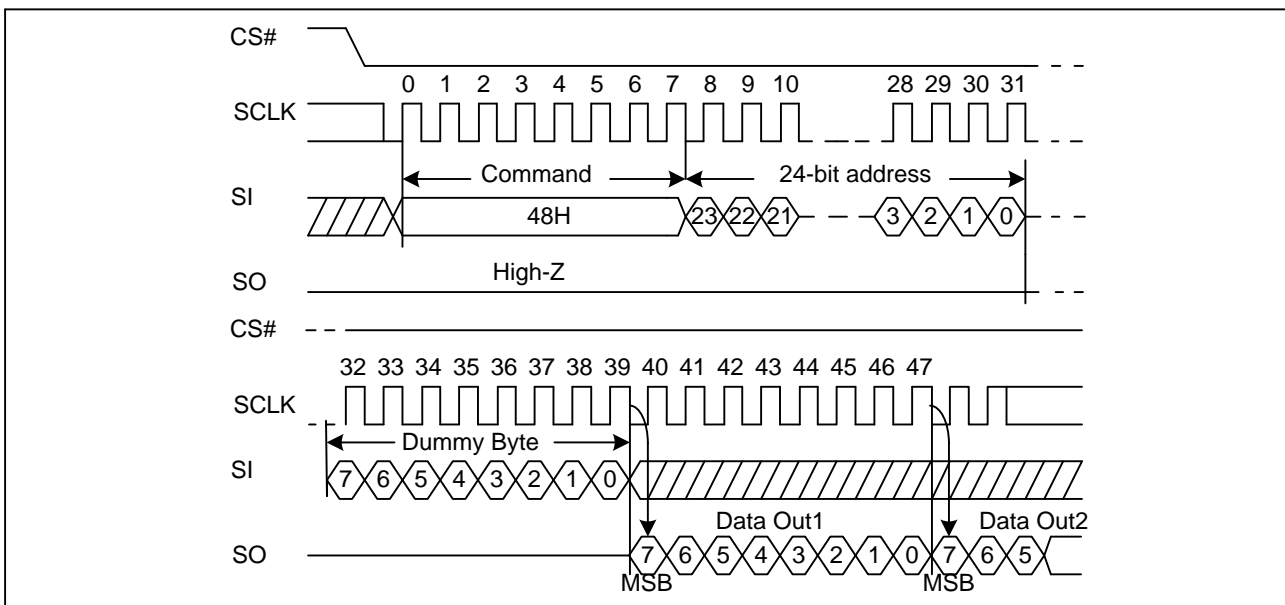 CS#
0 1 2 3 4 5 6 7 8 9 10 28 29 30 31
SCLK
Command 24-bit address
SI
48H 23 22 21 3 2 1 0
High-Z
SO
CS#
32 33 34 35 36 37 38 39 40 41 42 43 44 45 46 47
SCLK
Dummy Byte
SI 7 6 5 4 3 2 1 0
Data Out1 Data Out2
SO 7 6 5 4 3 2 1 0 7 6 5
MSB MSB